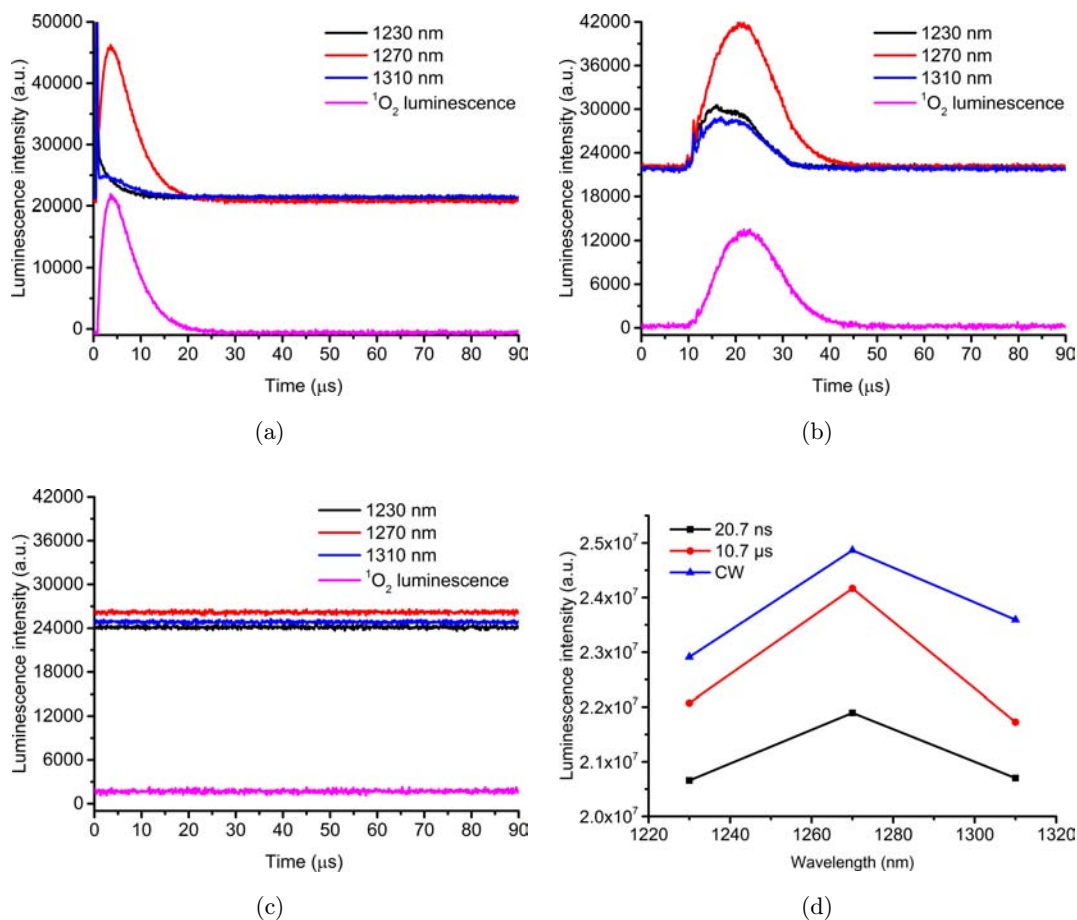 50000
40000
30000
20000
10000
0
Luminescence intensity (a.u.)
1230 nm
1270 nm
1310 nm
¹O₂ luminescence
0 10 20 30 40 50 60 70 80 90
Time (μs)
(a)
42000
36000
30000
24000
18000
12000
6000
0
Luminescence intensity (a.u.)
1230 nm
1270 nm
1310 nm
¹O₂ luminescence
0 10 20 30 40 50 60 70 80 90
Time (μs)
(b)
42000
36000
30000
24000
18000
12000
6000
0
Luminescence intensity (a.u.)
1230 nm
1270 nm
1310 nm
¹O₂ luminescence
0 10 20 30 40 50 60 70 80 90
Time (μs)
(c)
2.5x10⁷
2.4x10⁷
2.3x10⁷
2.2x10⁷
2.1x10⁷
2.0x10⁷
Luminescence intensity (a.u.)
20.7 ns
10.7 μs
CW
1220 1240 1260 1280 1300 1320
Wavelength (nm)
(d)